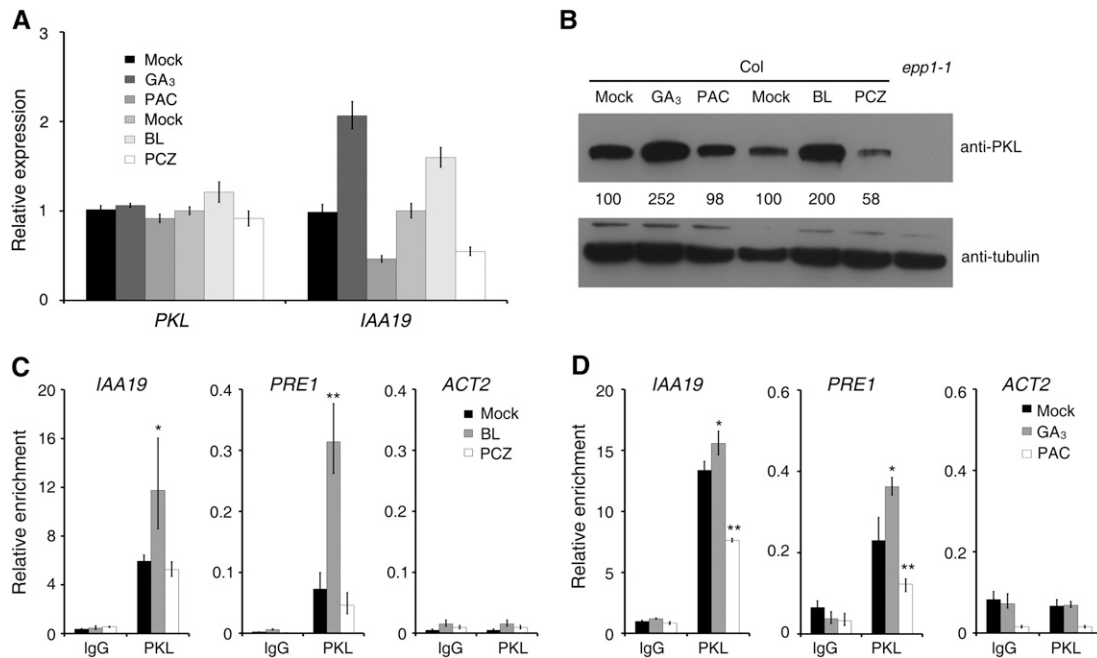 A
3
2
1
0
Relative expression
Mock
GA₃
PAC
Mock
BL
PCZ
PKL
IAA19
B
Col
epp1-1
Mock GA₃ PAC Mock BL PCZ
anti-PKL
100 252 98 100 200 58
anti-tubulin
C
IAA19
Relative enrichment
20
16
12
8
4
0
*
IgG PKL
PRE1
0.4
0.3
0.2
0.1
0
**
IgG PKL
ACT2
0.4
0.3
0.2
0.1
0
Mock
BL
PCZ
IgG PKL
D
IAA19
Relative enrichment
20
15
10
5
0
*
**
IgG PKL
PRE1
0.6
0.4
0.2
0
*
**
IgG PKL
ACT2
0.6
0.4
0.2
0
Mock
GA₃
PAC
IgG PKL